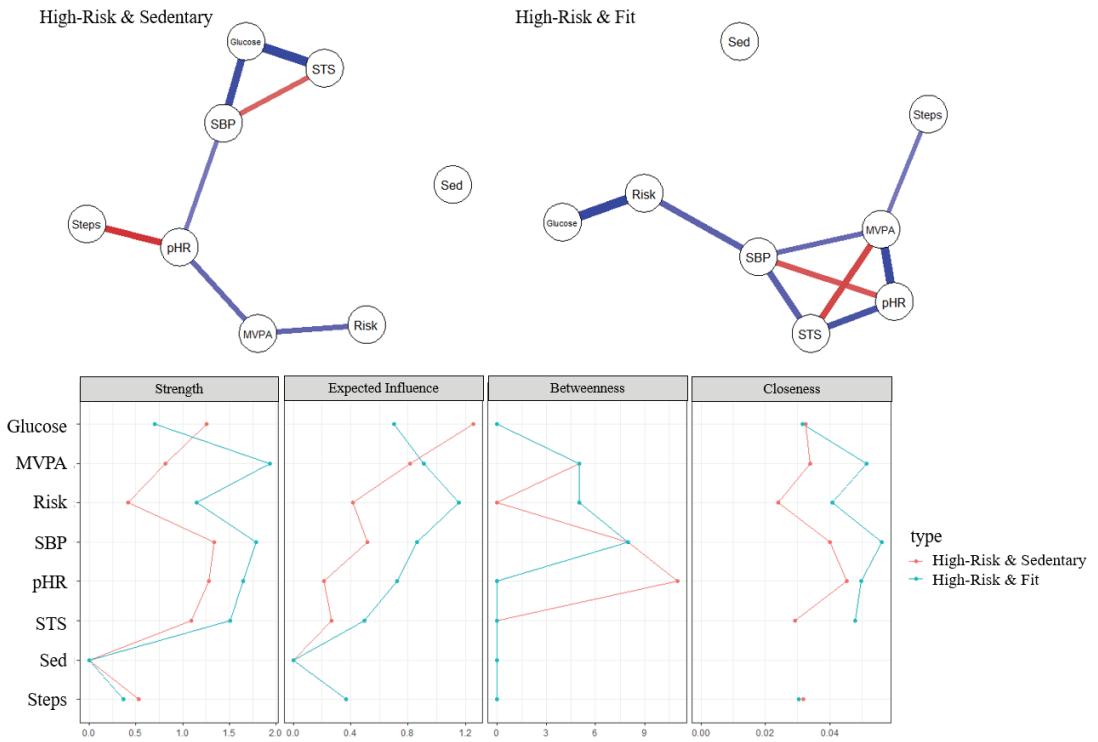 High-Risk & Sedentary
High-Risk & Fit
Glucose
STS
SBP
Sed
Steps
pHR
MVPA
Risk
Sed
Steps
Risk
Glucose
MVPA
SBP
pHR
STS
Strength
Expected Influence
Betweenness
Closeness
Glucose
MVPA
Risk
SBP
pHR
STS
Sed
Steps
type
High-Risk & Sedentary
High-Risk & Fit
0.0 0.5 1.0 1.5 2.0
0.0 0.4 0.8 1.2
0 3 6 9
0.00 0.02 0.04